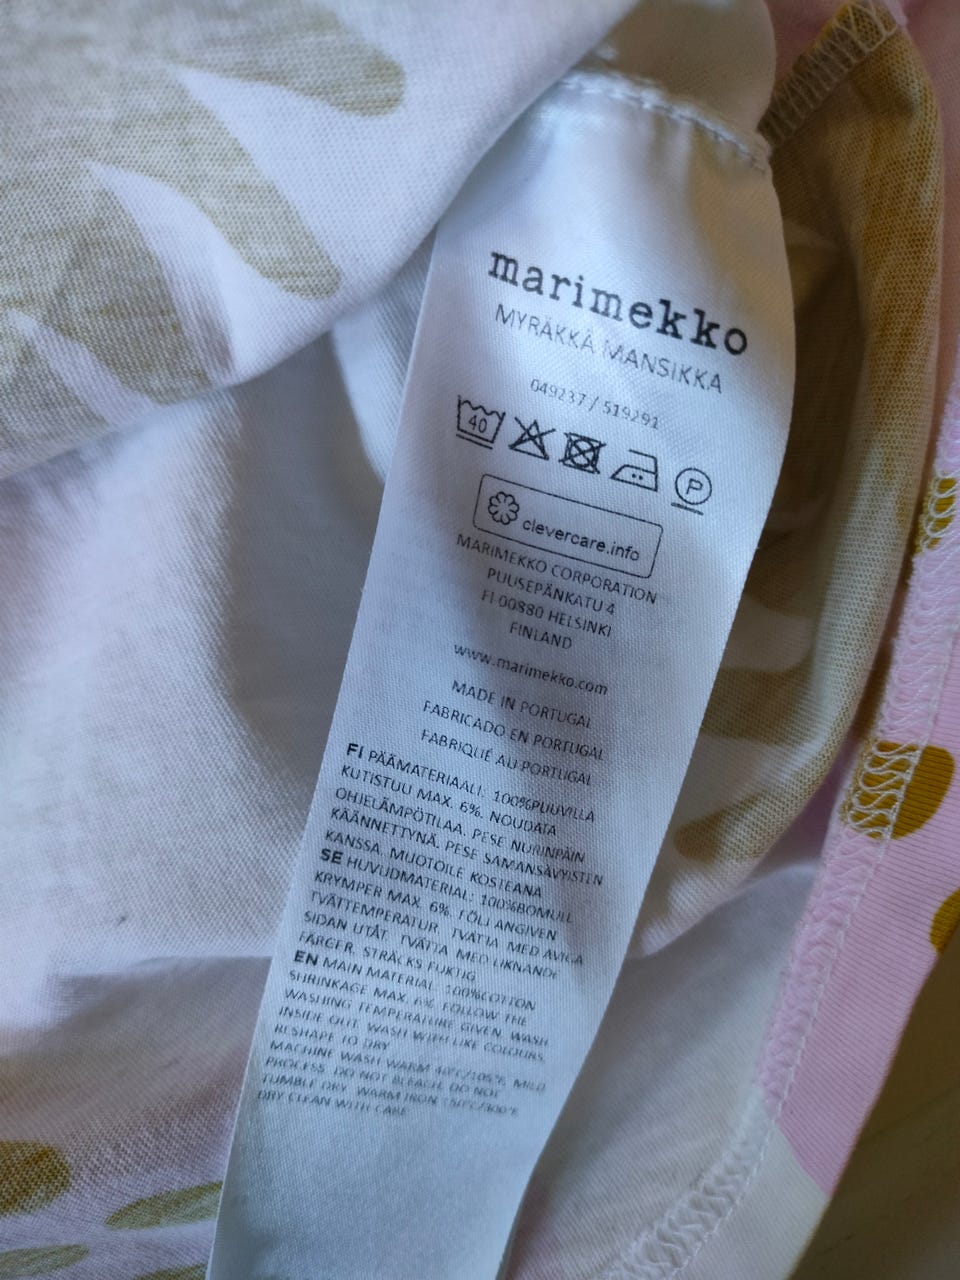 marimekko
MYRÄKKÄ MANSIKKA
049237 / 519291
40
P
clevercare.info
MARIMEKKO CORPORATION
PUUSEPÄNKATU 4
FI 00880 HELSINKI
FINLAND
www.marimekko.com
MADE IN PORTUGAL
FABRICADO EN PORTUGAL
FABRIQUÉ AU PORTUGAL
FI PÄÄMATERIAALI: 100%PUUVILLA
KUTISTUU MAX. 6%. NOUDATA
OHJELÄMPÖTILAA, PESE NURINPÄIN
KÄÄNNETTYNÄ, PESE SAMANSÄVYISTEN
KANSSA, MUOTOILE KOSTEANA
SE HUVUDMATERIAL: 100%BOMULL
KRYMPER MAX. 6%. FÖLJ ANGIVEN
TVÄTTEMPERATUR, TVÄTTA MED AVIGA
SIDAN UTÅT, TVÄTTA MED LIKNANDE
FÄRGER, STRÄCKS FUKTIG
EN MAIN MATERIAL: 100%COTTON
SHRINKAGE MAX. 6%. FOLLOW THE
WASHING TEMPERATURE GIVEN, WASH
INSIDE OUT, WASH WITH LIKE COLOURS,
RESHAPE TO DRY
MACHINE WASH WARM 40°C/105°F, MILD
PROCESS. DO NOT BLEACH. DO NOT
TUMBLE DRY. WARM IRON 150°C/300°F.
DRY CLEAN WITH CARE